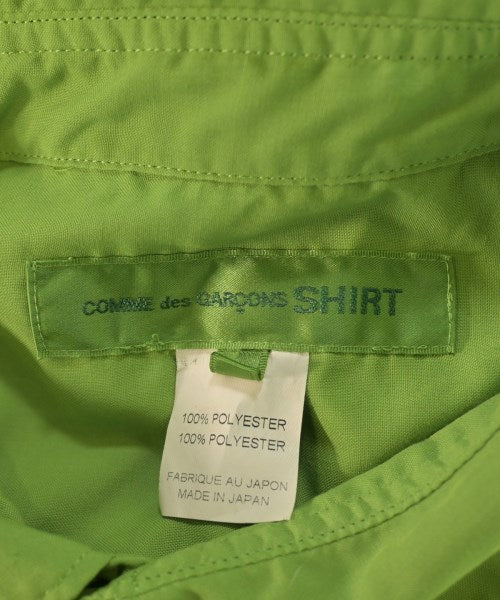 COMME des GARÇONS SHIRT
100% POLYESTER
100% POLYESTER
FABRIQUE AU JAPON
MADE IN JAPAN